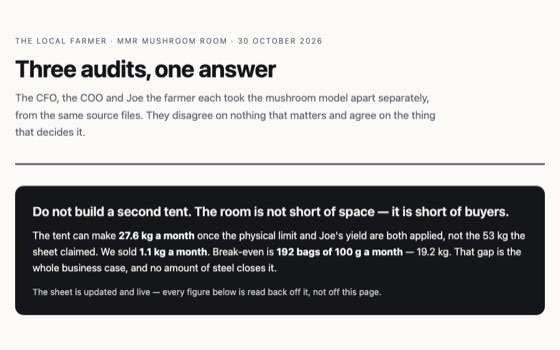 THE LOCAL FARMER · MMR MUSHROOM ROOM · 30 OCTOBER 2026
Three audits, one answer
The CFO, the COO and Joe the farmer each took the mushroom model apart separately,
from the same source files. They disagree on nothing that matters and agree on the thing
that decides it.
Do not build a second tent. The room is not short of space — it is short of buyers.
The tent can make 27.6 kg a month once the physical limit and Joe's yield are both applied, not the 53 kg the
sheet claimed. We sold 1.1 kg a month. Break-even is 192 bags of 100 g a month — 19.2 kg. That gap is the
whole business case, and no amount of steel closes it.
The sheet is updated and live — every figure below is read back off it, not off this page.